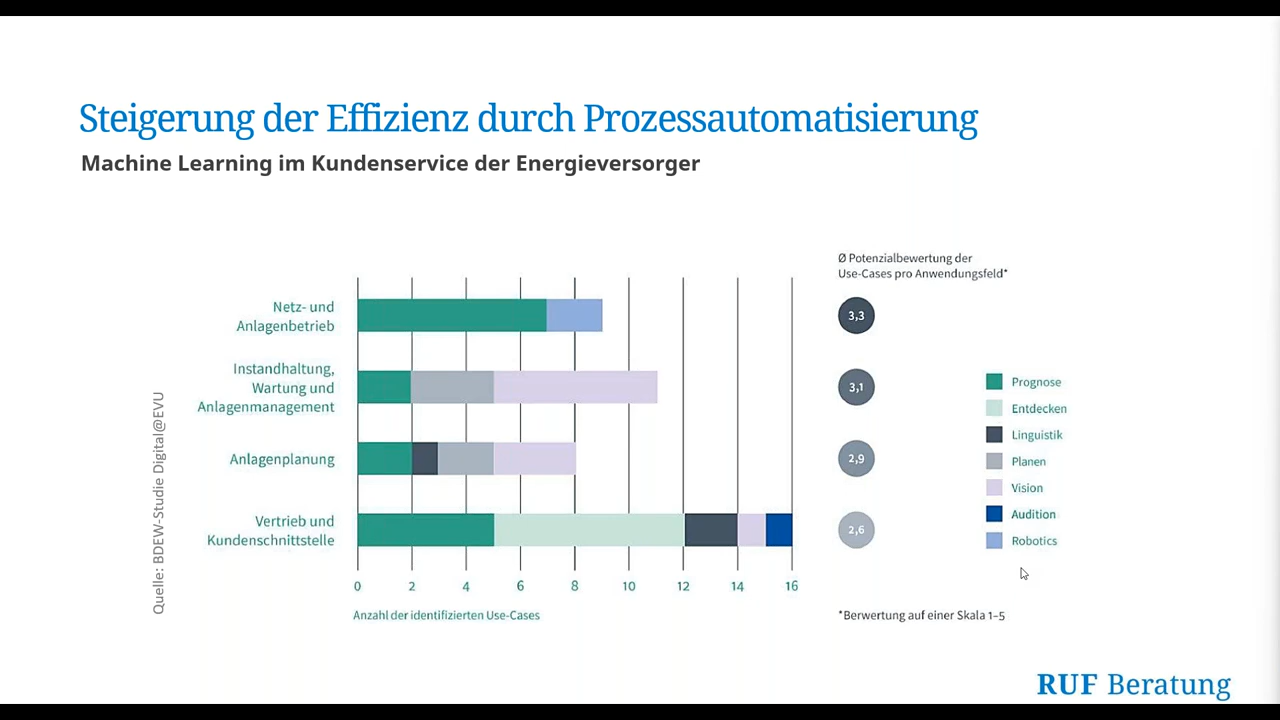 Steigerung der Effizienz durch Prozessautomatisierung
Machine Learning im Kundenservice der Energieversorger
Ø Potenzialbewertung der
Use-Cases pro Anwendungsfeld*
Netz- und
Anlagenbetrieb
3,3
Instandhaltung,
Wartung und
Anlagenmanagement
3,1
Anlagenplanung
2,9
Vertrieb und
Kundenschnittstelle
2,6
Prognose
Entdecken
Linguistik
Planen
Vision
Audition
Robotics
0 2 4 6 8 10 12 14 16
Anzahl der identifizierten Use-Cases
*Berwertung auf einer Skala 1–5
Quelle: BDEW-Studie Digital@EVU
RUF Beratung